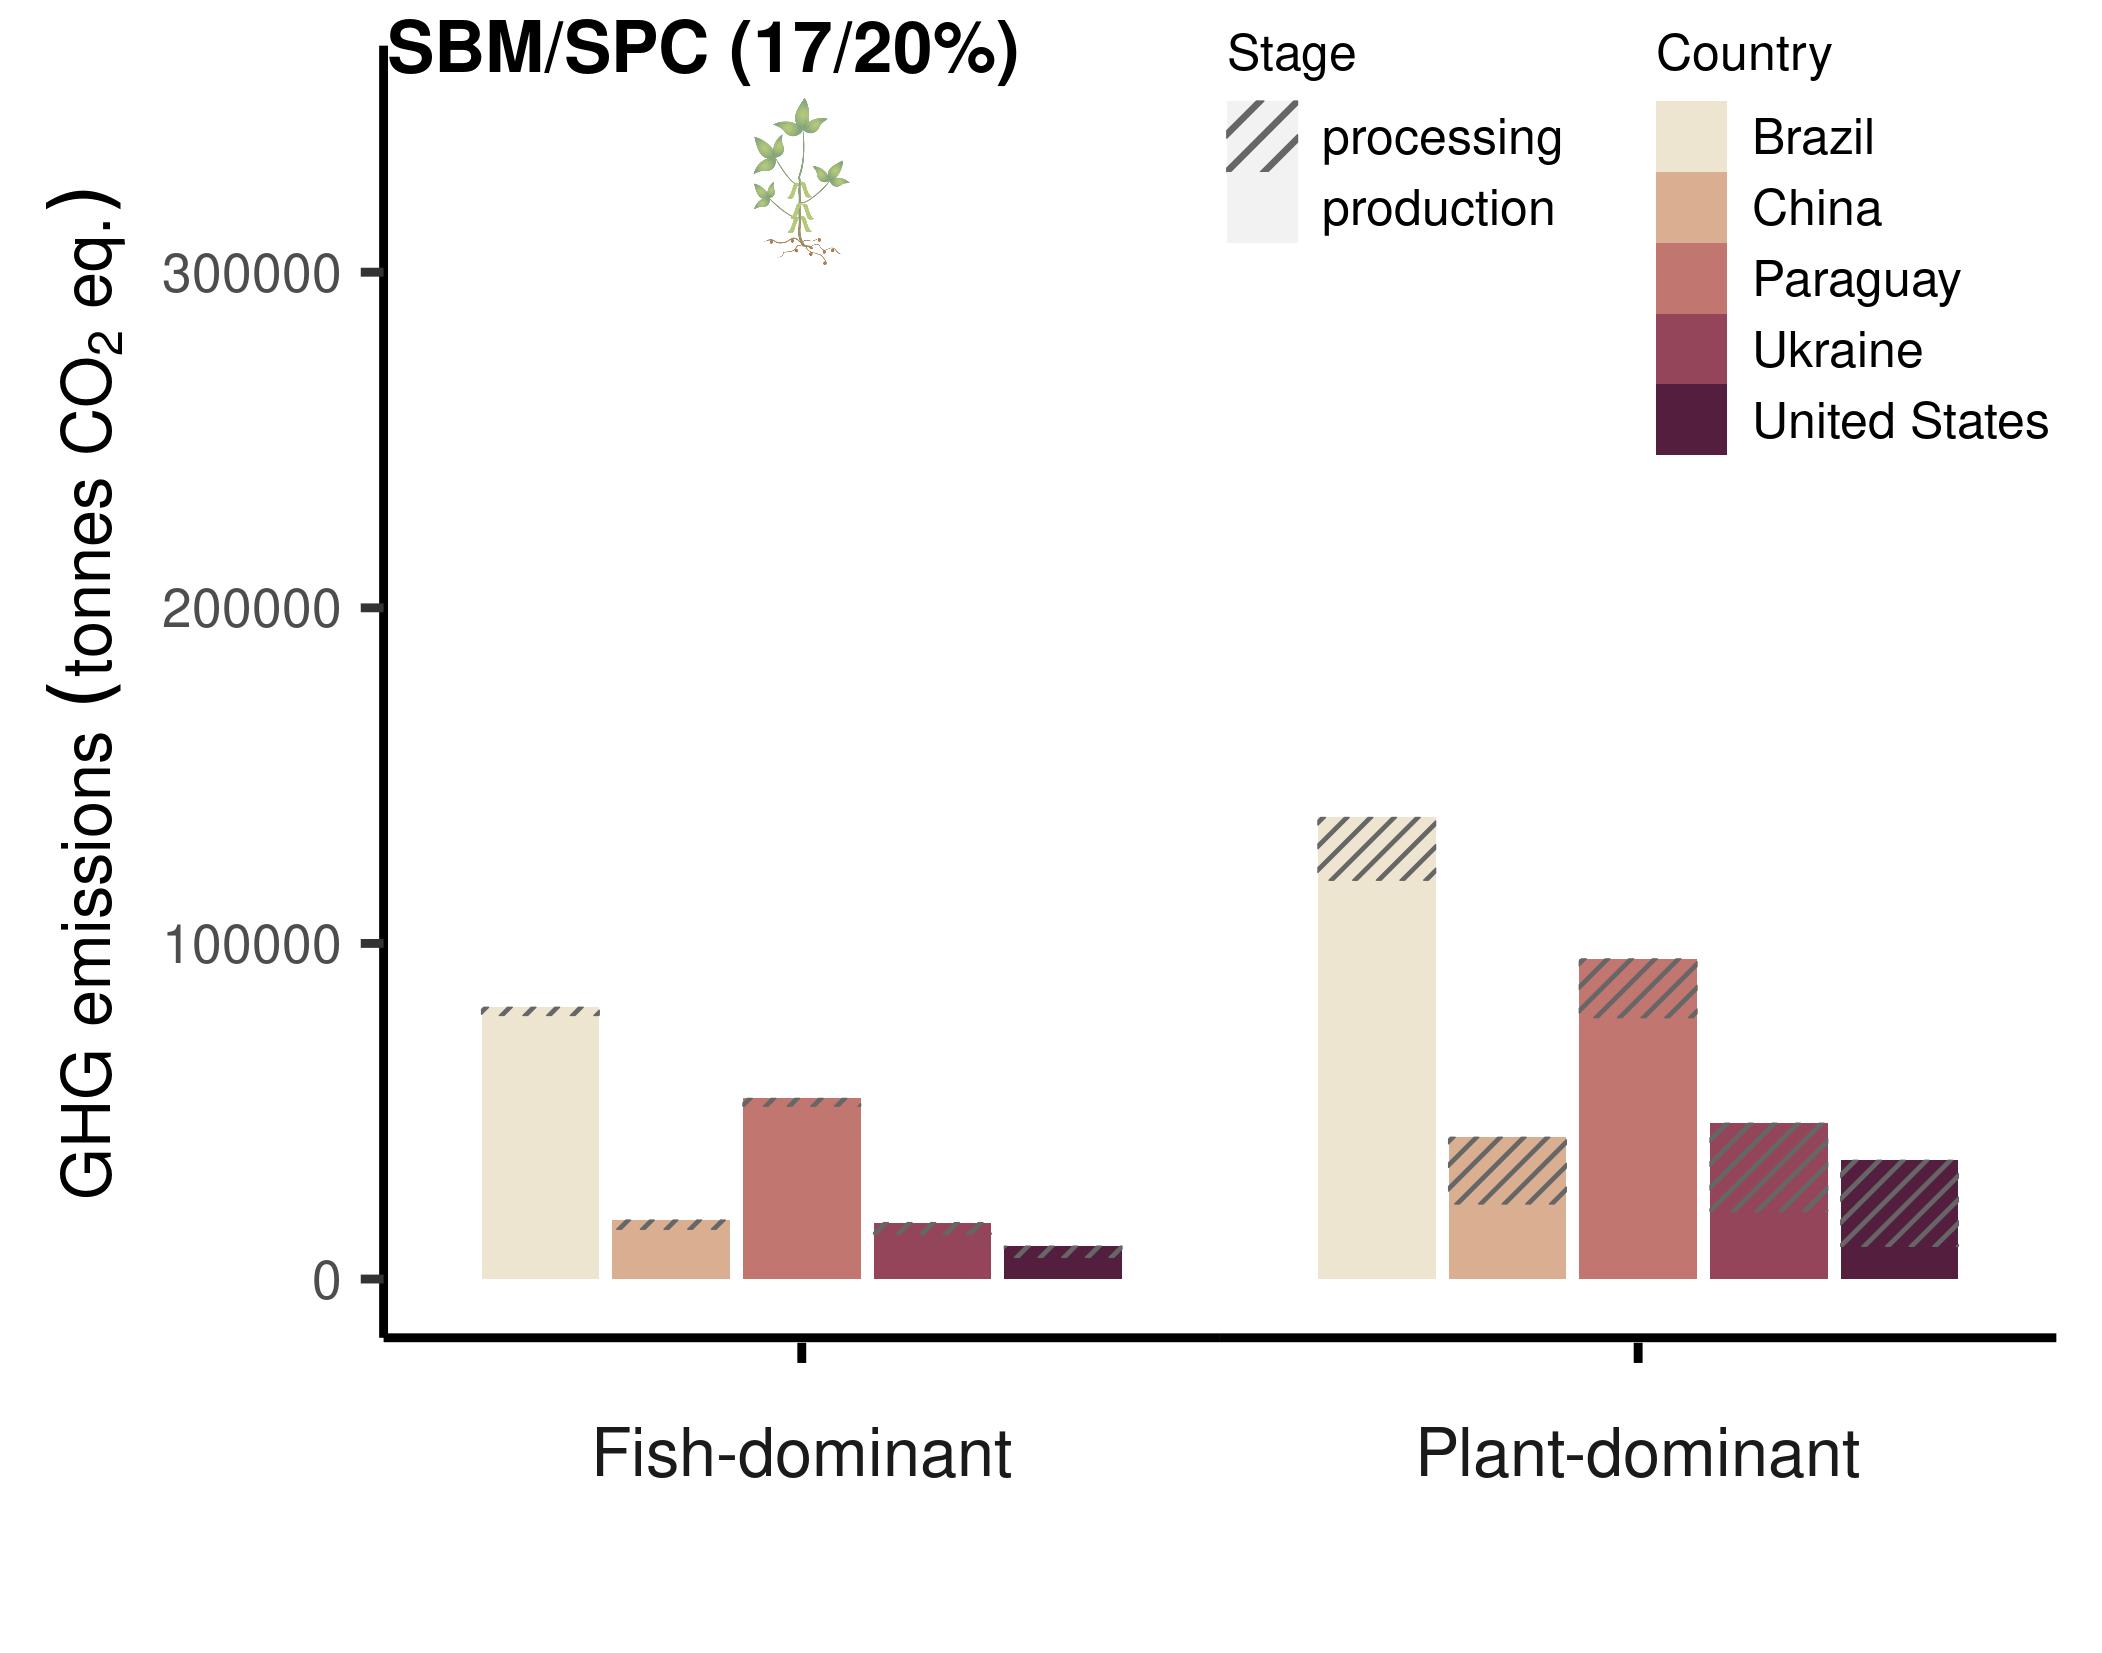 SBM/SPC (17/20%)
Stage
processing
production
Country
Brazil
China
Paraguay
Ukraine
United States
GHG emissions (tonnes CO₂ eq.)
300000
200000
100000
0
Fish-dominant
Plant-dominant